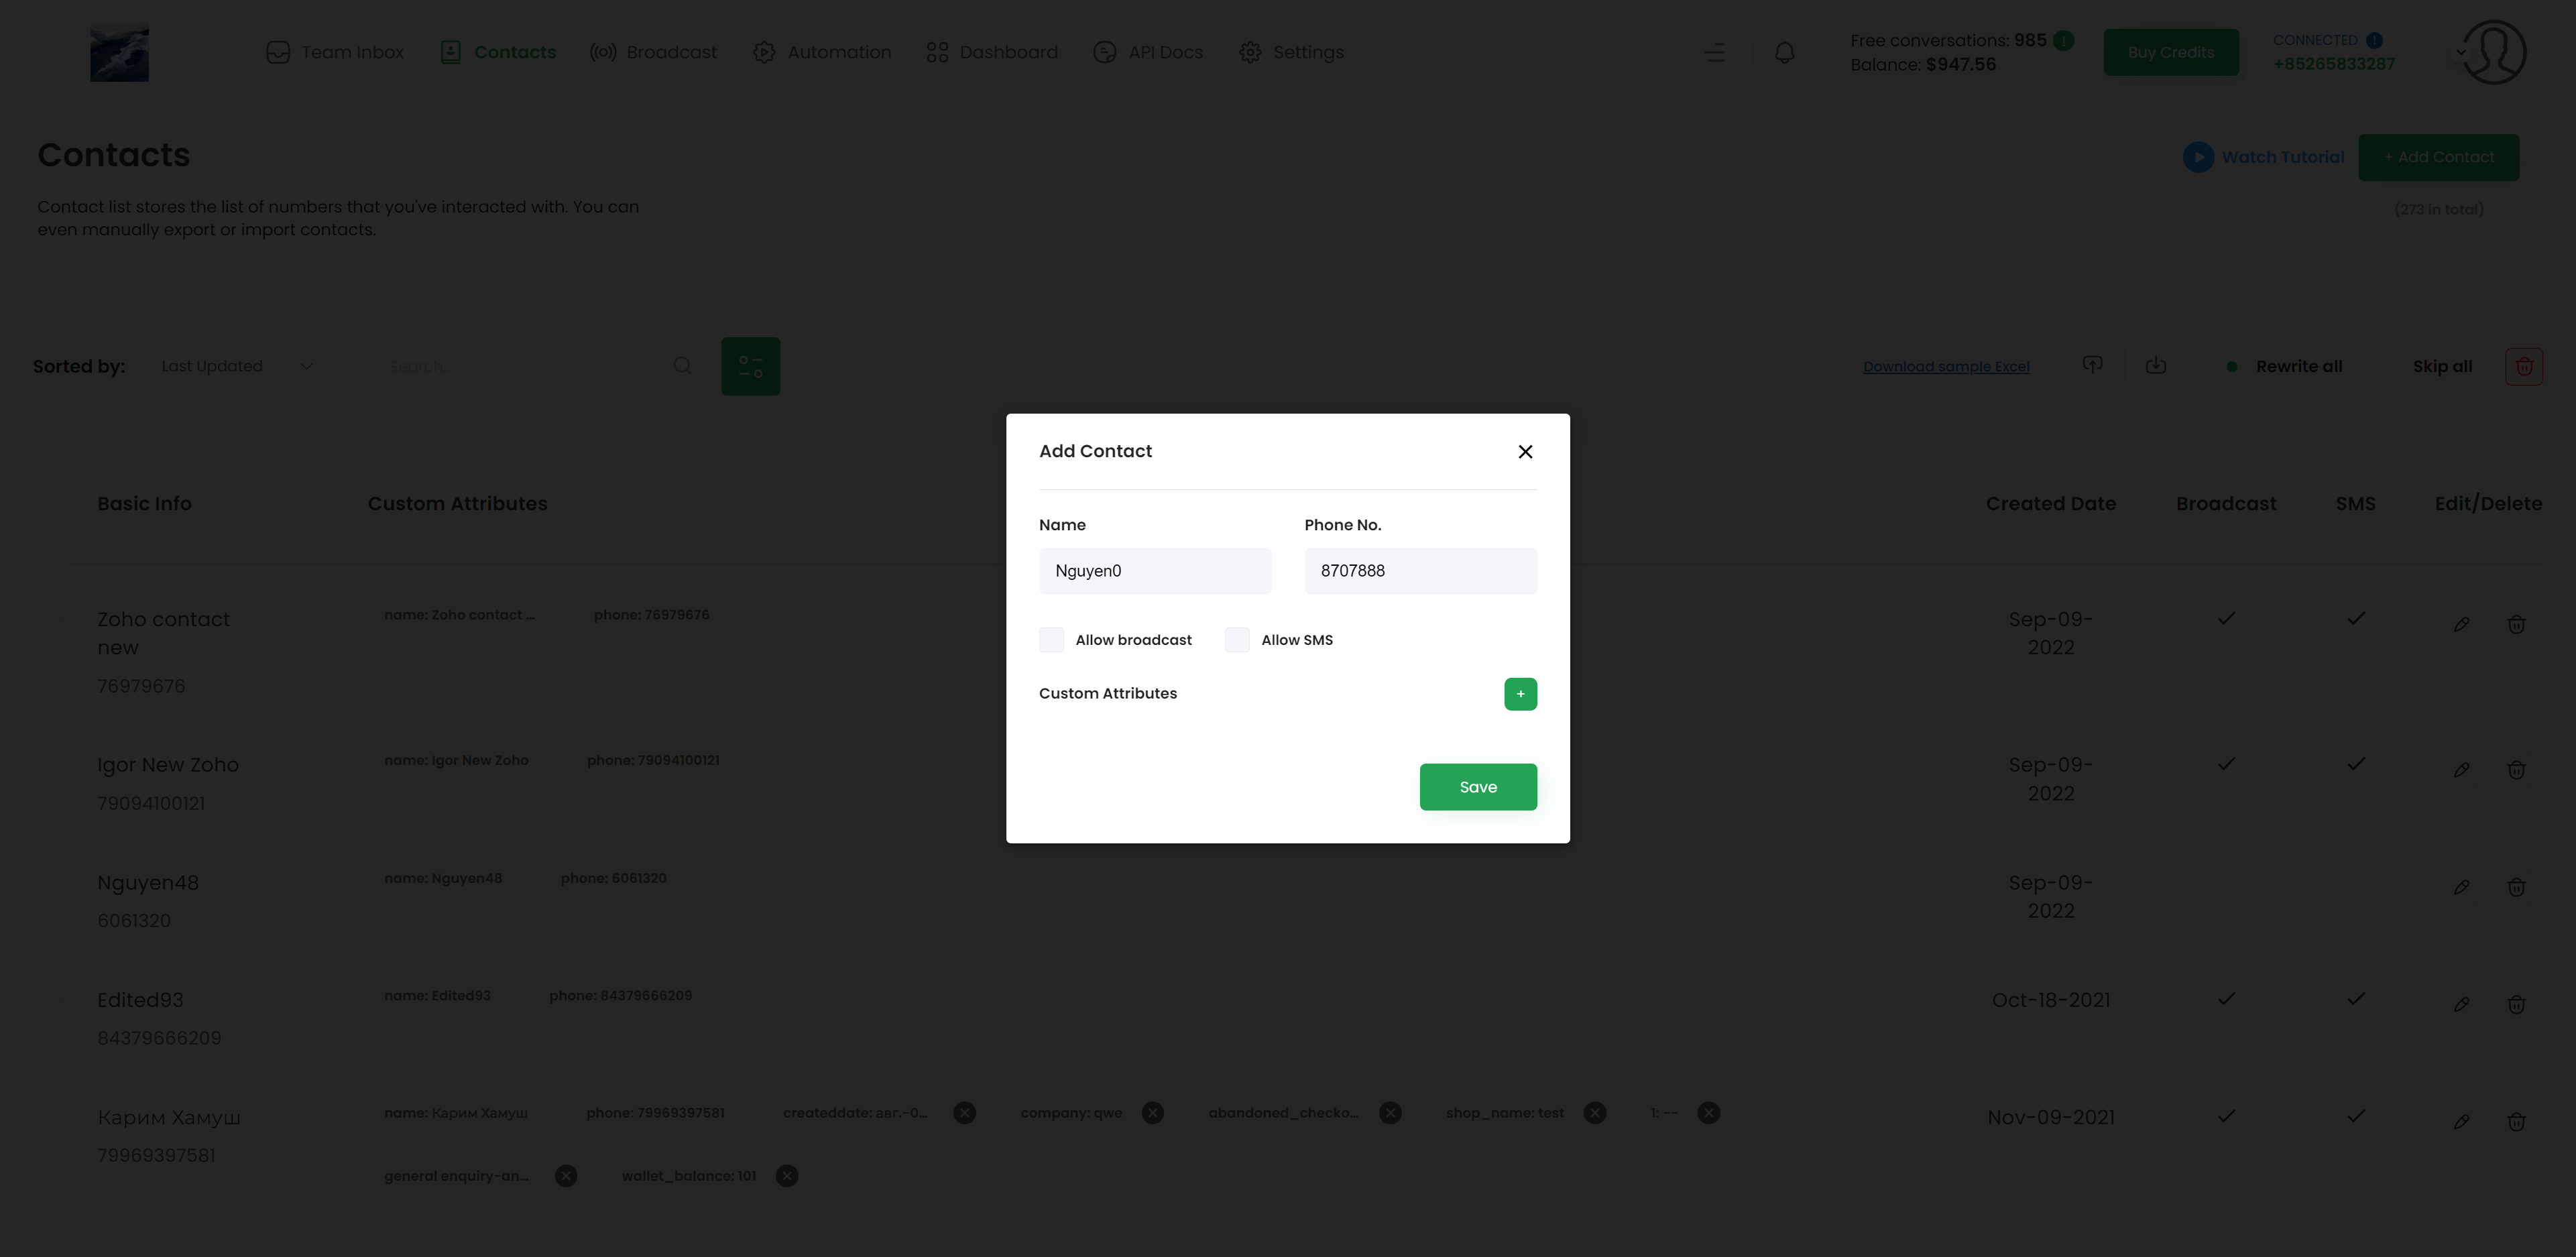 Team Inbox Contacts Broadcast Automation Dashboard API Docs Settings
Free conversations: 985
Balance: $947.56
Buy Credits
CONNECTED
+85265833287
Contacts
Watch Tutorial
+ Add Contact
Contact list stores the list of numbers that you've interacted with. You can
even manually export or import contacts.
(273 in total)
Sorted by: Last Updated Search... Download sample Excel Rewrite all Skip all
Add Contact
Name Phone No.
Nguyen0 8707888
Allow broadcast Allow SMS
Custom Attributes +
Save
Basic Info Custom Attributes Created Date Broadcast SMS Edit/Delete
Zoho contact
new
76979676
name: Zoho contact ... phone: 76979676
Sep-09-
2022
Igor New Zoho
79094100121
name: Igor New Zoho phone: 79094100121
Sep-09-
2022
Nguyen48
6061320
name: Nguyen48 phone: 6061320
Sep-09-
2022
Edited93
84379666209
name: Edited93 phone: 84379666209
Oct-18-2021
Карим Хамуш
79969397581
name: Карим Хамуш phone: 79969397581 createddate: авг.-0... company: qwe abandoned_checko... shop_name: test 1: --
general enquiry-an... wallet_balance: 101
Nov-09-2021